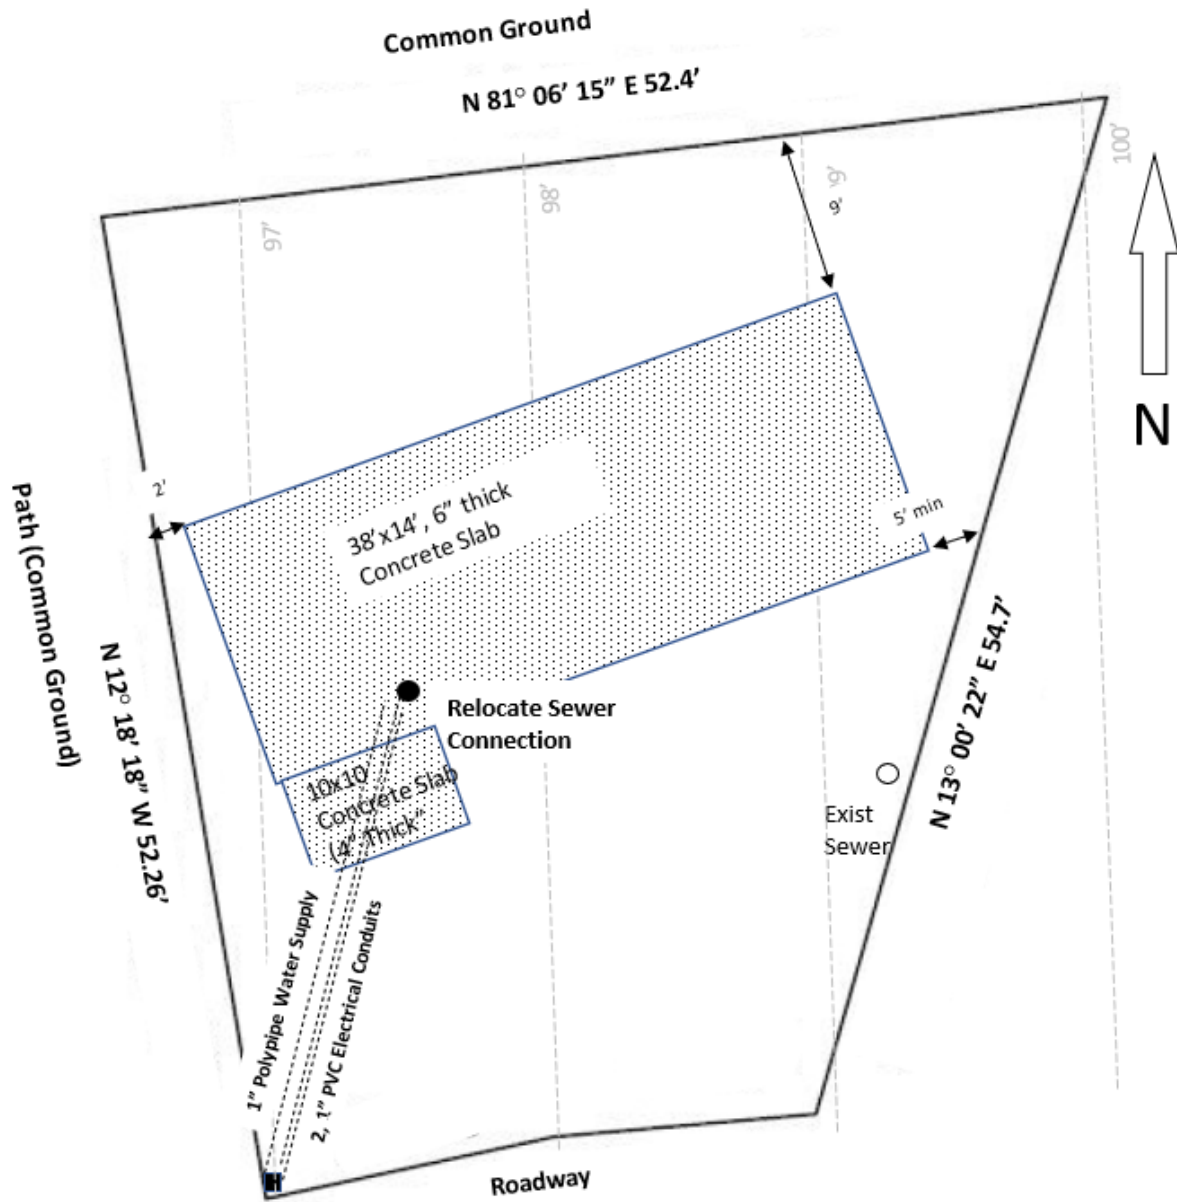 Common Ground
N 81° 06’ 15” E 52.4’
97’
98’
9’
9’
100’
N
2’
38’x14’, 6” thick
Concrete Slab
5’ min
Path (Common Ground)
N 12° 18’ 18” W 52.26’
N 13° 00’ 22” E 54.7’
Relocate Sewer
Connection
10x10
Concrete Slab
(4” Thick”
Exist
Sewer
1” Polypipe Water Supply
2, 1” PVC Electrical Conduits
H
Roadway